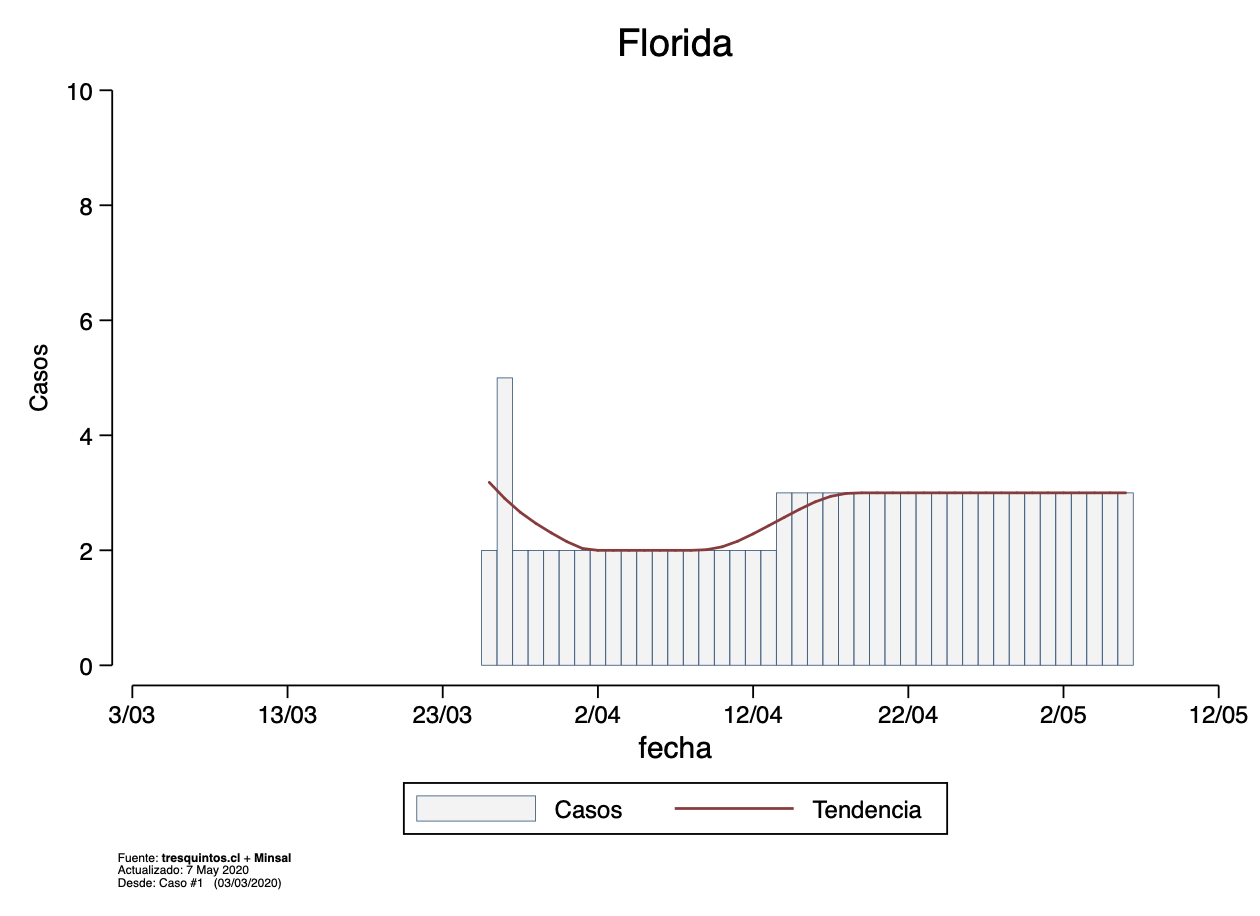 Florida
10
8
6
4
2
0
Casos
3/03 13/03 23/03 2/04 12/04 22/04 2/05 12/05
fecha
Casos Tendencia
Fuente: tresquintos.cl + Minsal
Actualizado: 7 May 2020
Desde: Caso #1 (03/03/2020)